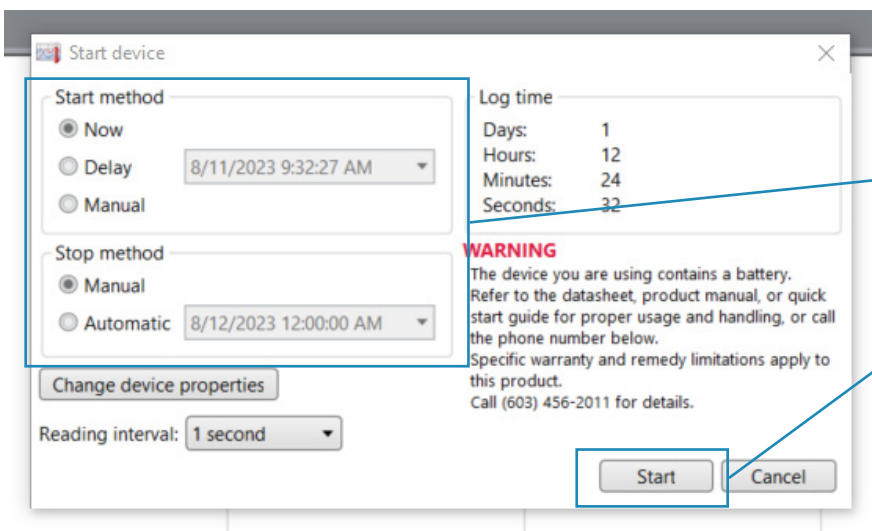 Start device
Start method
Now
Delay 8/11/2023 9:32:27 AM
Manual
Stop method
Manual
Automatic 8/12/2023 12:00:00 AM
Change device properties
Reading interval: 1 second
Log time
Days: 1
Hours: 12
Minutes: 24
Seconds: 32
WARNING
The device you are using contains a battery.
Refer to the datasheet, product manual, or quick
start guide for proper usage and handling, or call
the phone number below.
Specific warranty and remedy limitations apply to
this product.
Call (603) 456-2011 for details.
Start Cancel